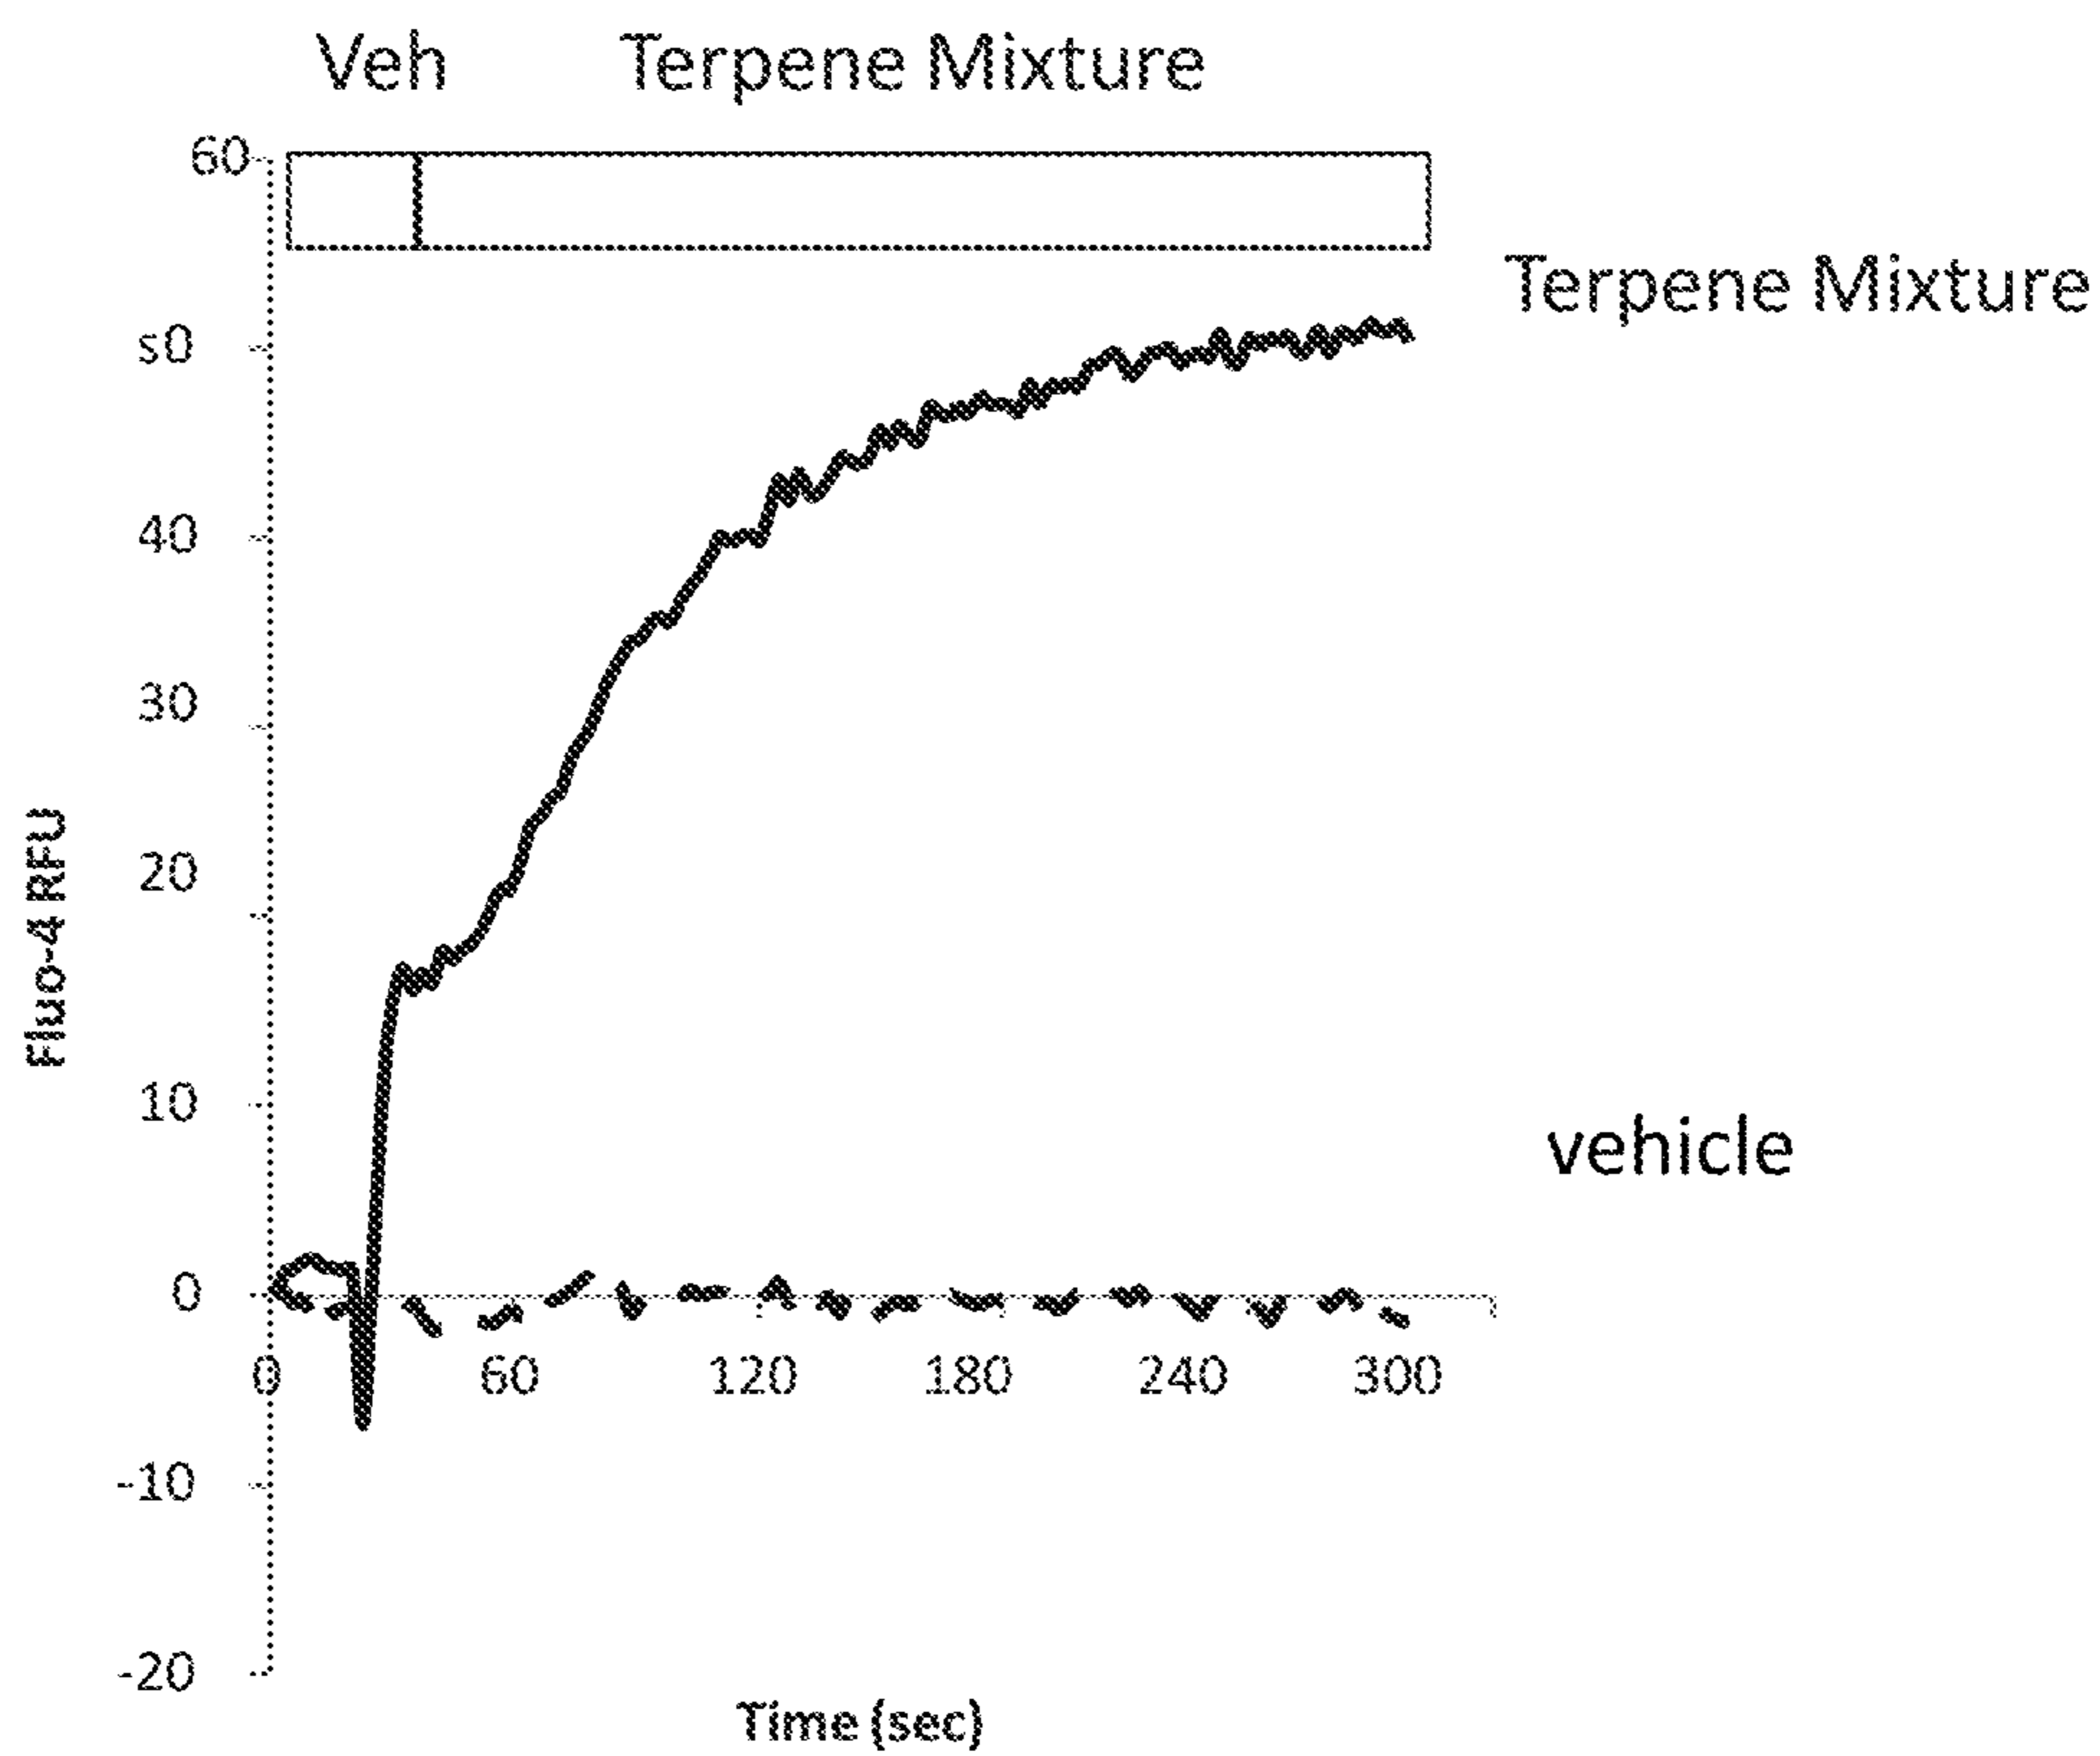 Veh Terpene Mixture
60
Terpene Mixture
s0
40
30
20
Fluo-4 RFU
10
vehicle
0
0 60 120 180 240 300
-10
-20
Time (sec)